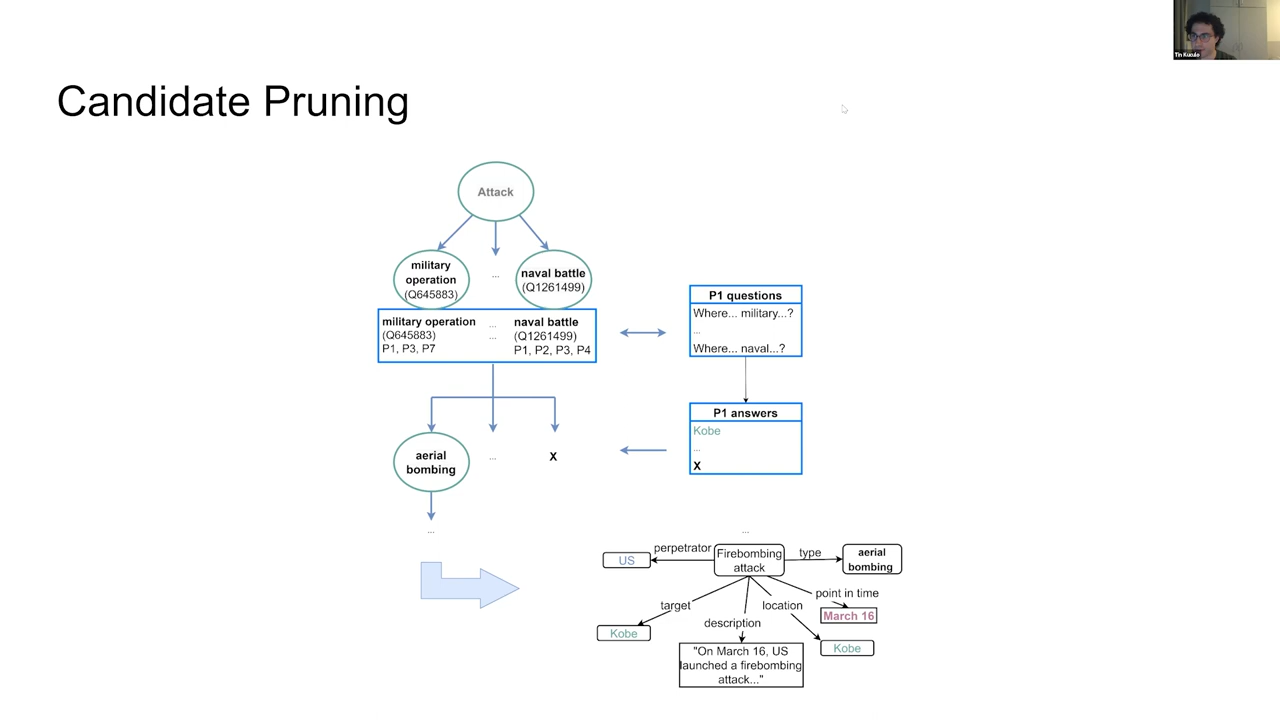 Tin Kuculo
Candidate Pruning
Attack
military
operation
(Q645883)
...
naval battle
(Q1261499)
military operation
(Q645883)
P1, P3, P7
...
...
naval battle
(Q1261499)
P1, P2, P3, P4
P1 questions
Where... military...?
...
Where... naval...?
P1 answers
Kobe
...
X
aerial
bombing
...
X
...
...
US
perpetrator
Firebombing
attack
type
aerial
bombing
target
description
location
point in time
March 16
Kobe
Kobe
"On March 16, US
launched a firebombing
attack..."